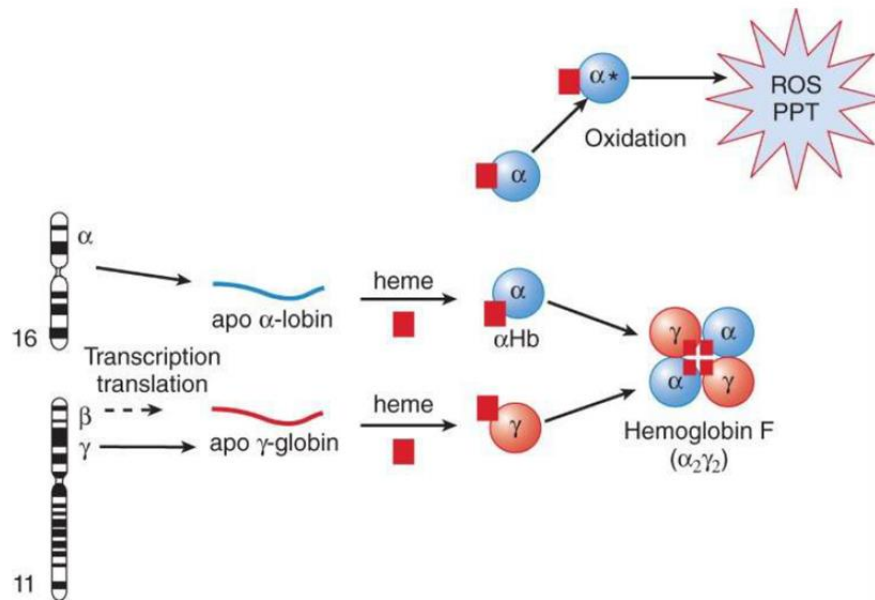 α*
ROS
PPT
Oxidation
α
α
16
apo α-lobin
heme
α
αHb
Transcription
translation
γ
α
α
γ
Hemoglobin F
(α₂γ₂)
β
γ
11
apo γ-globin
heme
γ